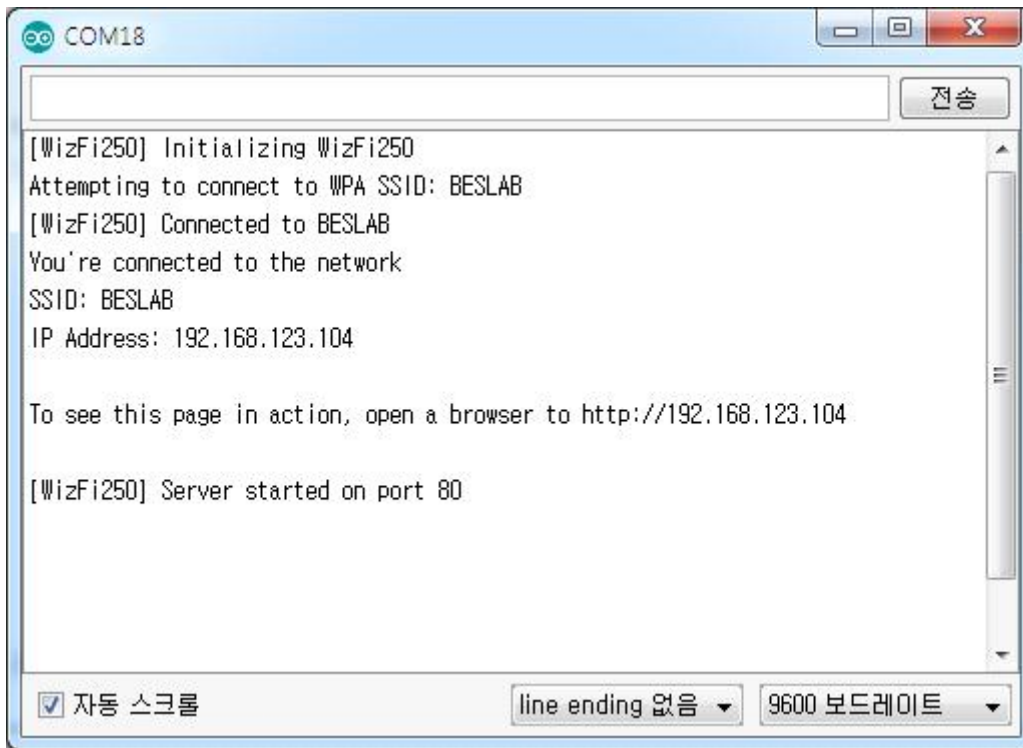 COM18
전송
[WizFi250] Initializing WizFi250
Attempting to connect to WPA SSID: BESLAB
[WizFi250] Connected to BESLAB
You're connected to the network
SSID: BESLAB
IP Address: 192.168.123.104
To see this page in action, open a browser to http://192.168.123.104
[WizFi250] Server started on port 80
자동 스크롤
line ending 없음
9600 보드레이트